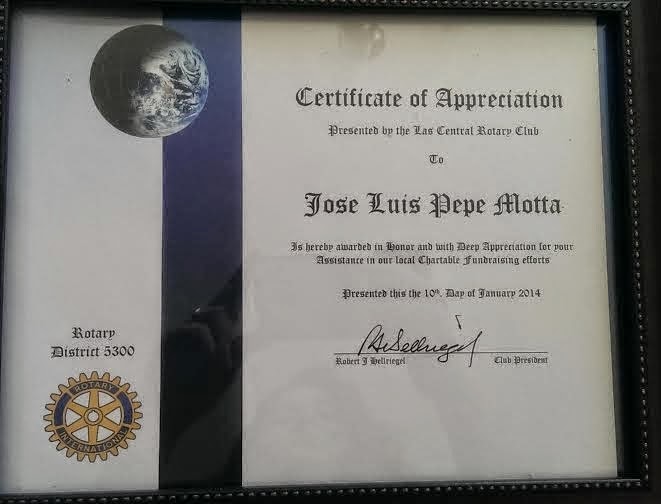 Certificate of Appreciation
Presented by the Las Central Rotary Club
To
Jose Luis Pepe Motta
Is hereby awarded in Honor and with Deep Appreciation for your
Assistance in our local Chartable Fundraising efforts
Presented this the 10th. Day of January 2014
Robert J Hellriegel
Club President
Rotary
District 5300
ROTARY
INTERNATIONAL